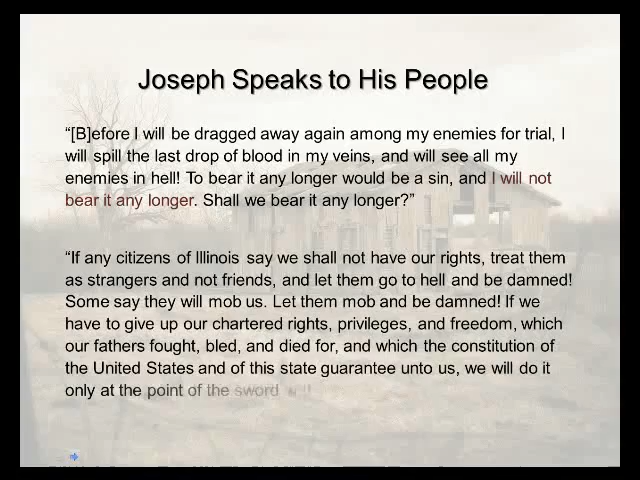 Joseph Speaks to His People
“[B]efore I will be dragged away again among my enemies for trial, I
will spill the last drop of blood in my veins, and will see all my
enemies in hell! To bear it any longer would be a sin, and I will not
bear it any longer. Shall we bear it any longer?”
“If any citizens of Illinois say we shall not have our rights, treat them
as strangers and not friends, and let them go to hell and be damned!
Some say they will mob us. Let them mob and be damned! If we
have to give up our chartered rights, privileges, and freedom, which
our fathers fought, bled, and died for, and which the constitution of
the United States and of this state guarantee unto us, we will do it
only at the point of the sword